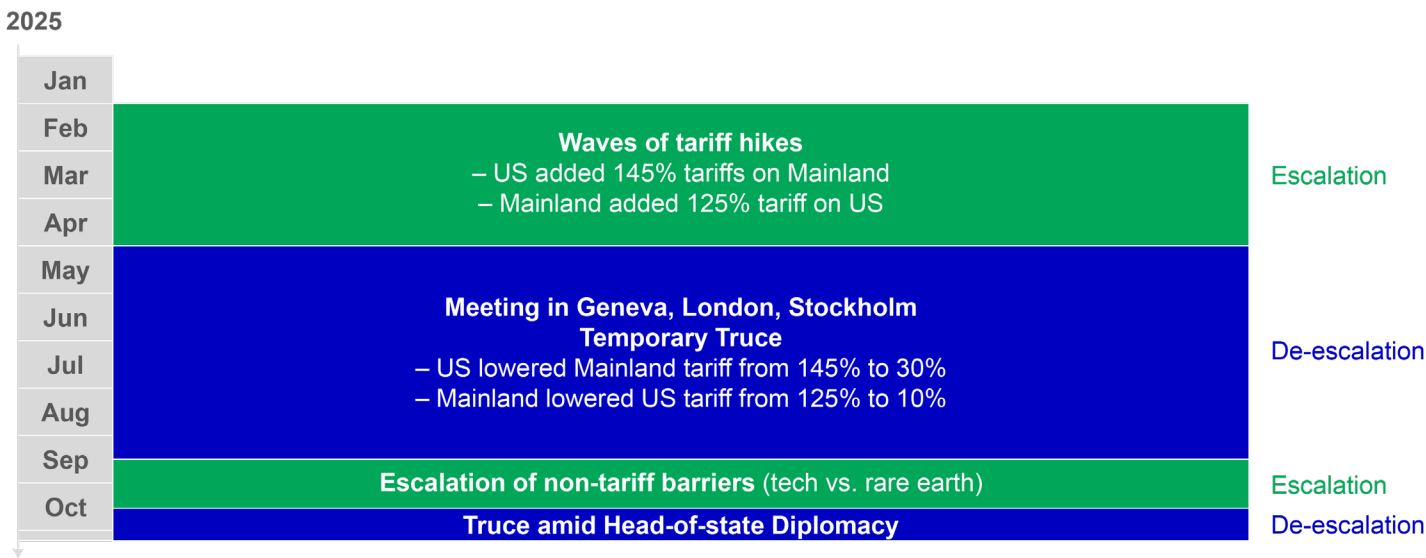 2025
Jan
Feb
Mar
Apr
May
Jun
Jul
Aug
Sep
Oct
Waves of tariff hikes
– US added 145% tariffs on Mainland
– Mainland added 125% tariff on US
Escalation
Meeting in Geneva, London, Stockholm
Temporary Truce
– US lowered Mainland tariff from 145% to 30%
– Mainland lowered US tariff from 125% to 10%
De-escalation
Escalation of non-tariff barriers (tech vs. rare earth)
Escalation
Truce amid Head-of-state Diplomacy
De-escalation